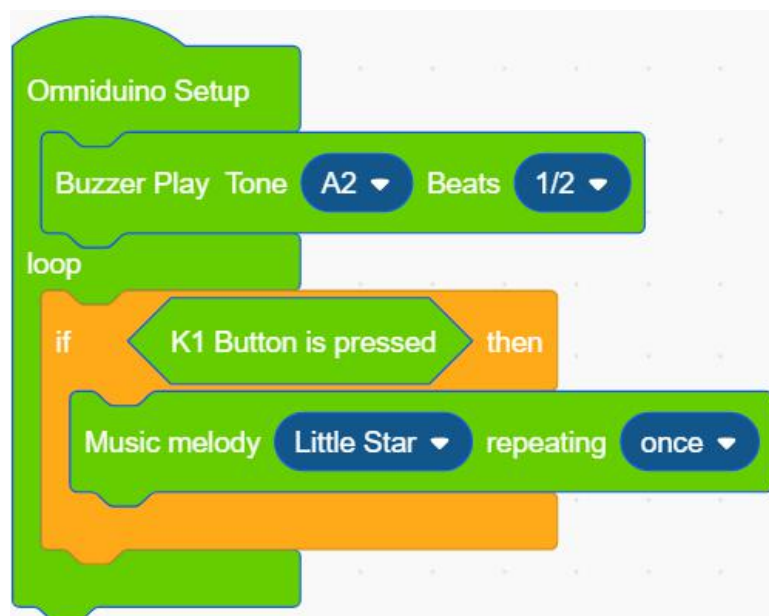 Omniduino Setup
Buzzer Play Tone A2 Beats 1/2
loop
if K1 Button is pressed then
Music melody Little Star repeating once